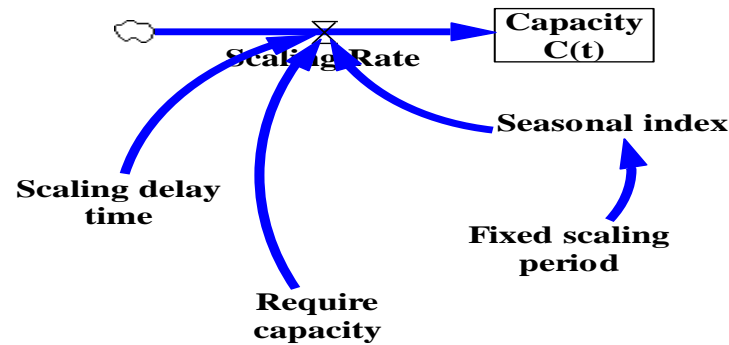 Capacity
C(t)
Scaling Rate
Seasonal index
Scaling delay
time
Fixed scaling
period
Require
capacity